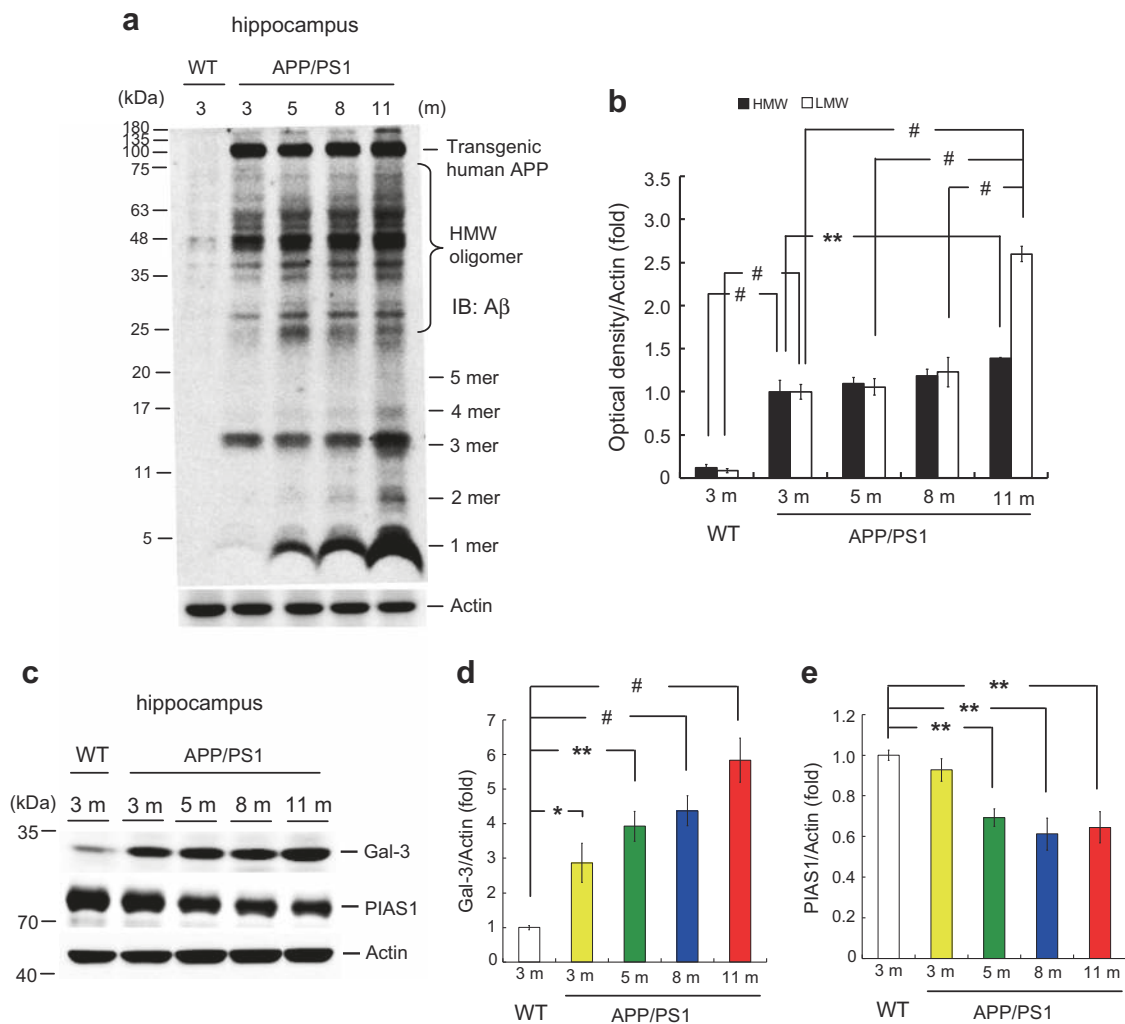 a
hippocampus
WT APP/PS1
(kDa) 3 3 5 8 11 (m)
180
135
100
75
63
48
35
25
20
17
11
5
Transgenic
human APP
HMW
oligomer
IB: Aβ
5 mer
4 mer
3 mer
2 mer
1 mer
Actin
b
HMW LMW
Optical density/Actin (fold)
3.5
3.0
2.5
2.0
1.5
1.0
0.5
0
# # # ** # #
3 m 3 m 5 m 8 m 11 m
WT APP/PS1
c
hippocampus
WT APP/PS1
(kDa) 3 m 3 m 5 m 8 m 11 m
35
70
40
Gal-3
PIAS1
Actin
d
Gal-3/Actin (fold)
7
6
5
4
3
2
1
0
#
#
**
*
3 m 3 m 5 m 8 m 11 m
WT APP/PS1
e
PIAS1/Actin (fold)
1.2
1.0
0.8
0.6
0.4
0.2
0
**
**
**
3 m 3 m 5 m 8 m 11 m
WT APP/PS1